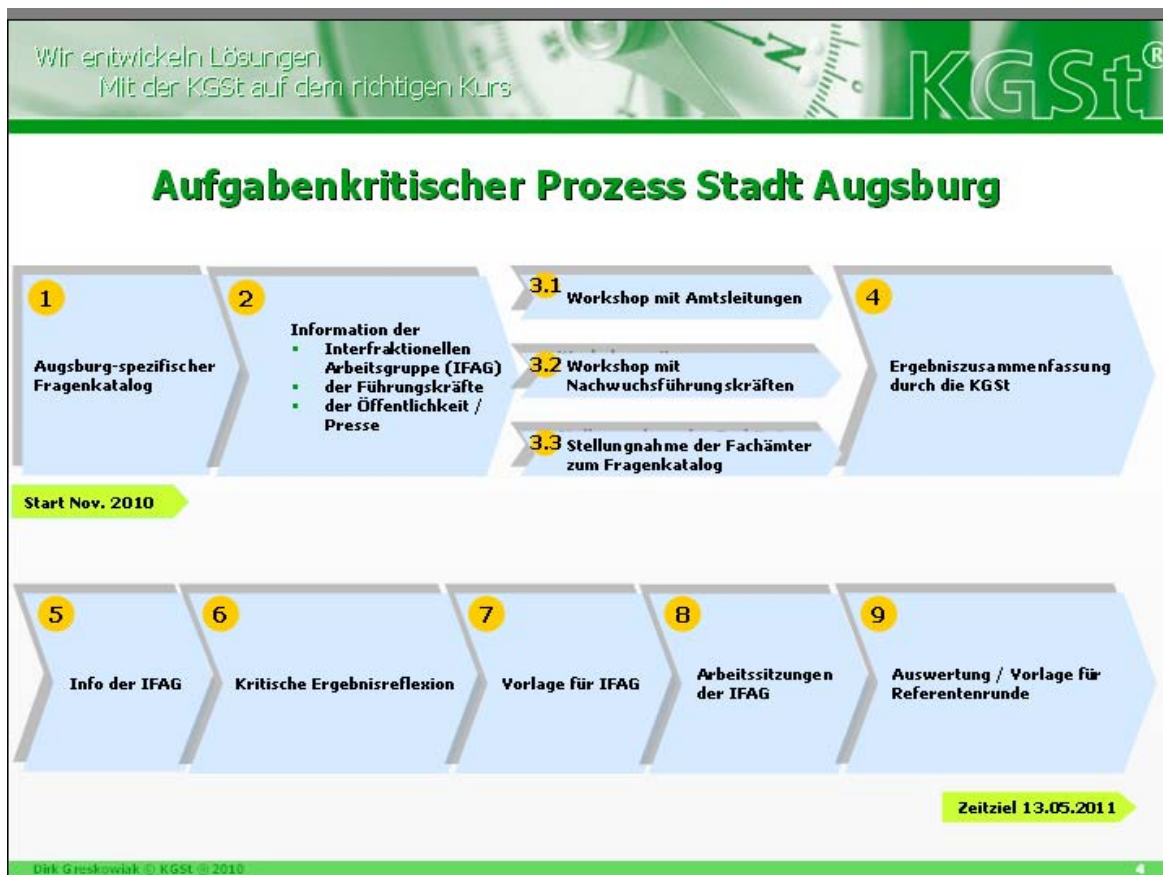 Wir entwickeln Lösungen
Mit der KGSt auf dem richtigen Kurs
KGSt®
Aufgabenkritischer Prozess Stadt Augsburg
1
Augsburg-spezifischer
Fragenkatalog
2
Information der
▪ Interfraktionellen
Arbeitsgruppe (IFAG)
▪ der Führungskräfte
▪ der Öffentlichkeit /
Presse
3.1 Workshop mit Amtsleitungen
3.2 Workshop mit
Nachwuchsführungskräften
3.3 Stellungnahme der Fachämter
zum Fragenkatalog
4
Ergebniszusammenfassung
durch die KGSt
Start Nov. 2010
5
Info der IFAG
6
Kritische Ergebnisreflexion
7
Vorlage für IFAG
8
Arbeitssitzungen
der IFAG
9
Auswertung / Vorlage für
Referentenrunde
Zeitziel 13.05.2011
Dirk Greskowiak © KGSt ® 2010
4